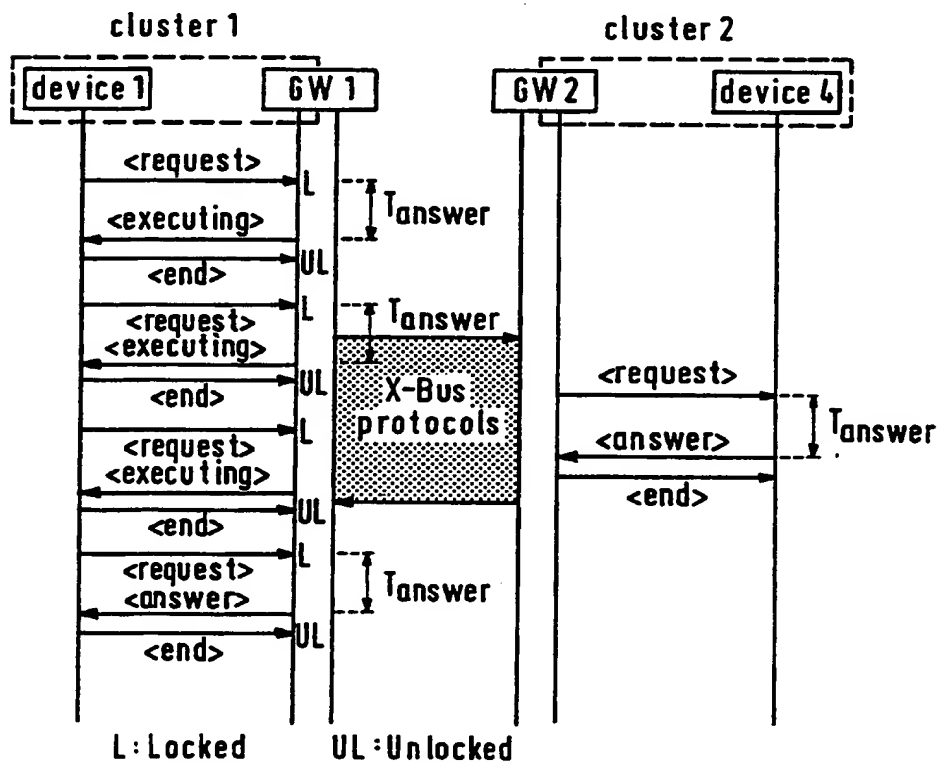 cluster 1
cluster 2
device 1
GW 1
GW 2
device 4
<request>
L
Tanswer
<executing>
UL
<end>
L
Tanswer
<request>
<executing>
X-Bus
protocols
UL
<end>
<request>
L
Tanswer
<answer>
<request>
<executing>
<end>
UL
<end>
L
<request>
Tanswer
<answer>
UL
<end>
L : Locked
UL : Unlocked